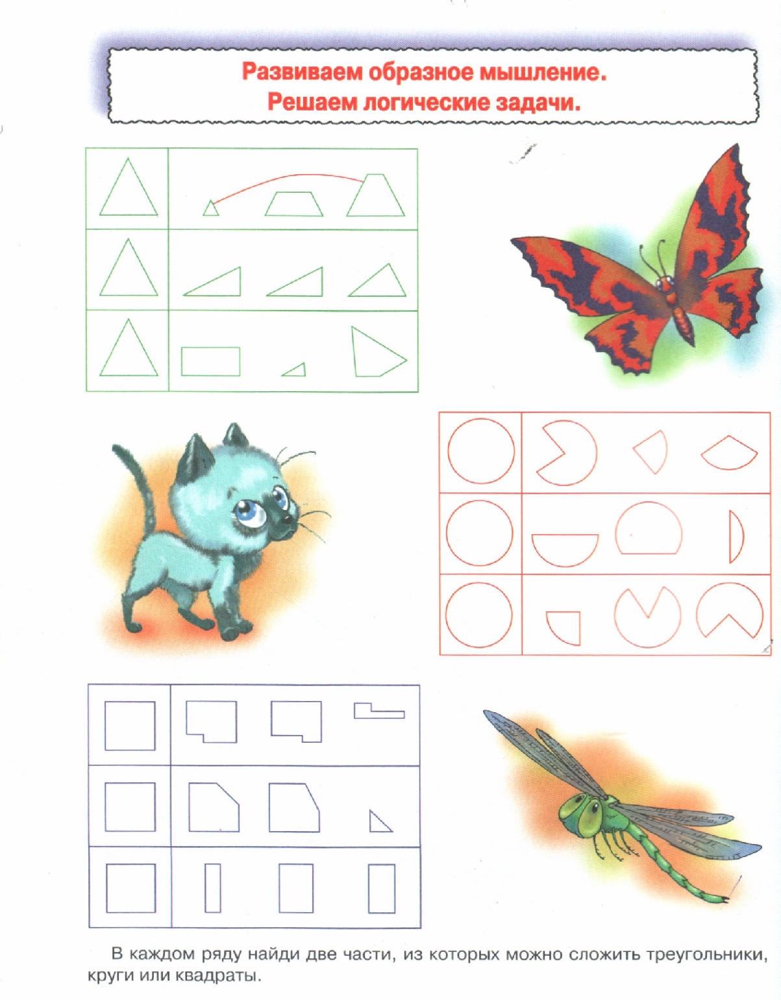 Развиваем образное мышление.
Решаем логические задачи.
В каждом ряду найди две части, из которых можно сложить треугольники,
круги или квадраты.